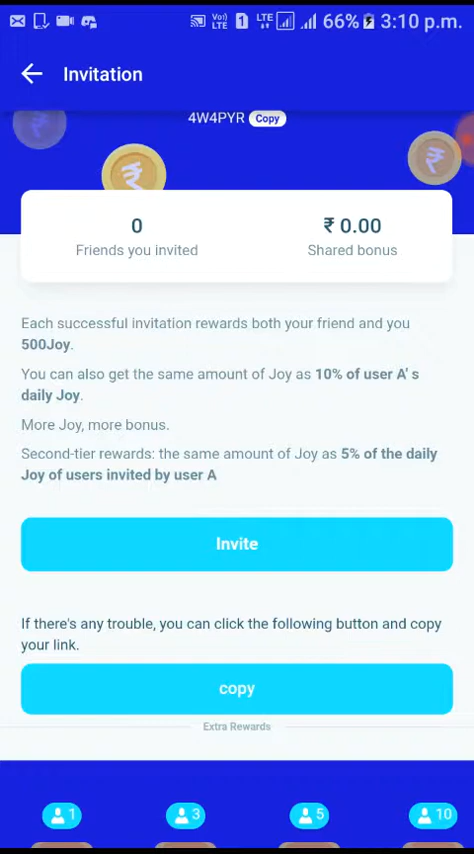 Vo))
LTE
1
LTE
66%
3:10 p.m.
Invitation
4W4PYR Copy
₹
₹
₹
0
₹ 0.00
Friends you invited
Shared bonus
Each successful invitation rewards both your friend and you
500Joy.
You can also get the same amount of Joy as 10% of user A' s
daily Joy.
More Joy, more bonus.
Second-tier rewards: the same amount of Joy as 5% of the daily
Joy of users invited by user A
Invite
If there's any trouble, you can click the following button and copy
your link.
copy
Extra Rewards
1
3
5
10